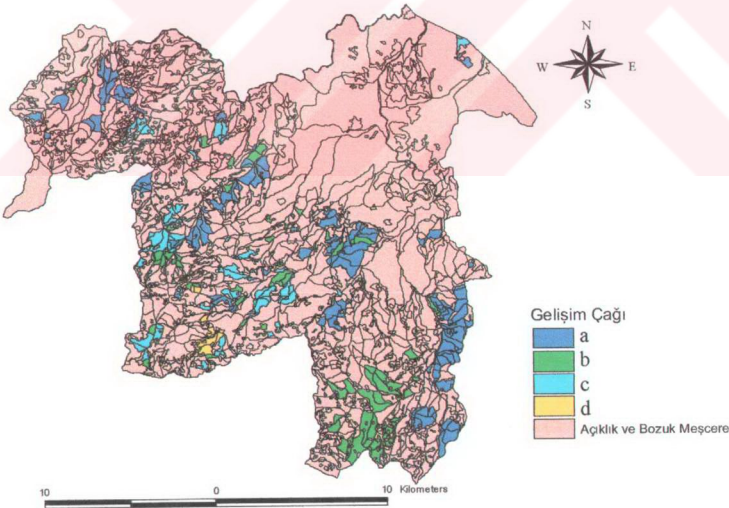 N
W E
S
Gelişim Çağı
a
b
c
d
Açıklık ve Bozuk Meşcere
10 0 10 Kilometers